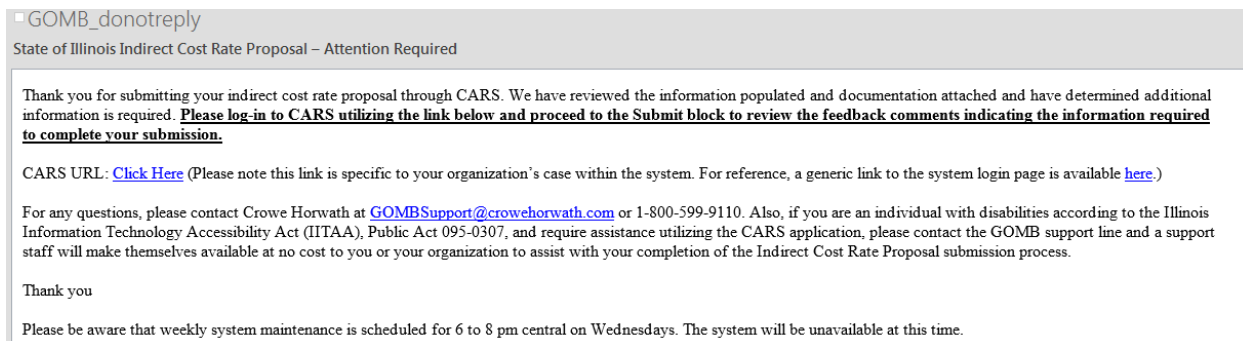 GOMB_donotreply
State of Illinois Indirect Cost Rate Proposal – Attention Required
Thank you for submitting your indirect cost rate proposal through CARS. We have reviewed the information populated and documentation attached and have determined additional
information is required. Please log-in to CARS utilizing the link below and proceed to the Submit block to review the feedback comments indicating the information required
to complete your submission.
CARS URL: Click Here (Please note this link is specific to your organization's case within the system. For reference, a generic link to the system login page is available here.)
For any questions, please contact Crowe Horwath at GOMBSupport@crowehorwath.com or 1-800-599-9110. Also, if you are an individual with disabilities according to the Illinois
Information Technology Accessibility Act (IITAA), Public Act 095-0307, and require assistance utilizing the CARS application, please contact the GOMB support line and a support
staff will make themselves available at no cost to you or your organization to assist with your completion of the Indirect Cost Rate Proposal submission process.
Thank you
Please be aware that weekly system maintenance is scheduled for 6 to 8 pm central on Wednesdays. The system will be unavailable at this time.